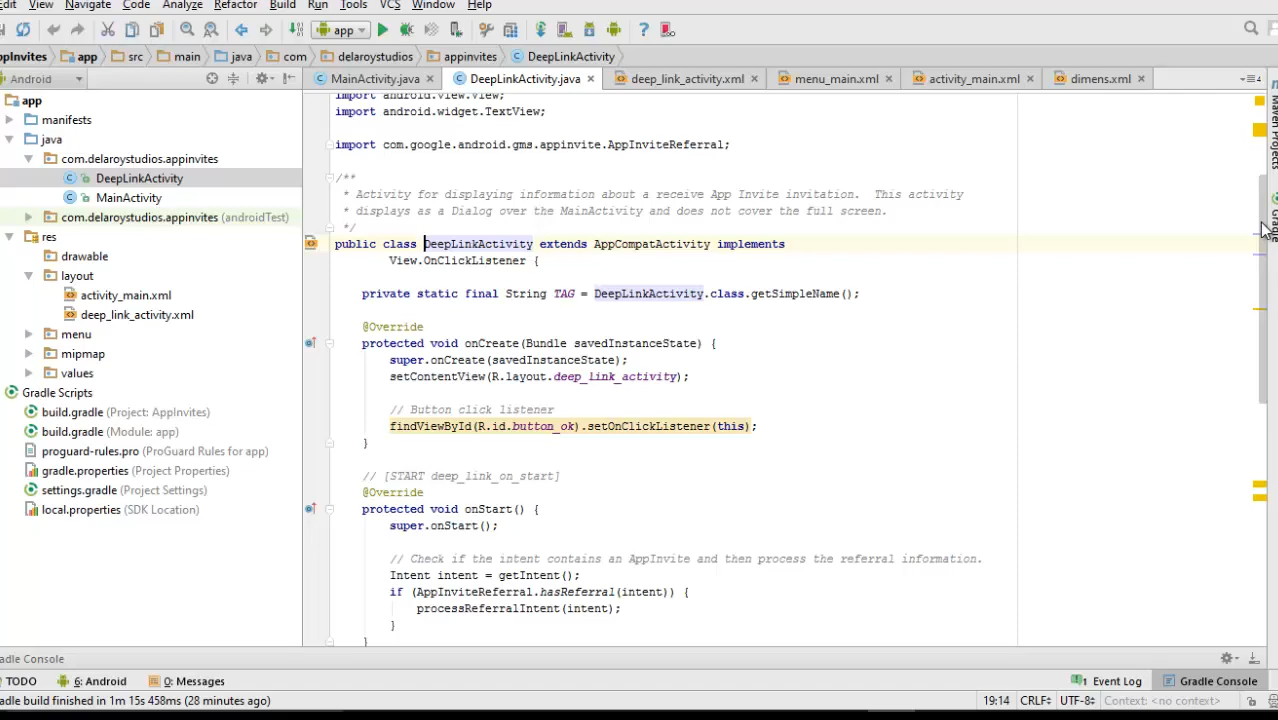 View Navigate Code Analyze Refactor Build Run Tools VCS Window Help
app
AppInvites app src main java com delaroystudios appinvites DeepLinkActivity
Android MainActivity.java DeepLinkActivity.java deep_link_activity.xml menu_main.xml activity_main.xml dimens.xml
app
manifests
java
com.delaroystudios.appinvites
DeepLinkActivity
MainActivity
com.delaroystudios.appinvites (androidTest)
res
drawable
layout
activity_main.xml
deep_link_activity.xml
menu
mipmap
values
Gradle Scripts
build.gradle (Project: AppInvites)
build.gradle (Module: app)
proguard-rules.pro (ProGuard Rules for app)
gradle.properties (Project Properties)
settings.gradle (Project Settings)
local.properties (SDK Location)
import android.view.View;
import android.widget.TextView;
import com.google.android.gms.appinvite.AppInviteReferral;
/**
* Activity for displaying information about a receive App Invite invitation.  This activity
* displays as a Dialog over the MainActivity and does not cover the full screen.
*/
public class DeepLinkActivity extends AppCompatActivity implements
View.OnClickListener {
private static final String TAG = DeepLinkActivity.class.getSimpleName();
@Override
protected void onCreate(Bundle savedInstanceState) {
super.onCreate(savedInstanceState);
setContentView(R.layout.deep_link_activity);
// Button click listener
findViewById(R.id.button_ok).setOnClickListener(this);
}
// [START deep_link_on_start]
@Override
protected void onStart() {
super.onStart();
// Check if the intent contains an AppInvite and then process the referral information.
Intent intent = getIntent();
if (AppInviteReferral.hasReferral(intent)) {
processReferralIntent(intent);
}
}
Maven Projects
Gradle
adle Console
TODO 6: Android 0: Messages 1 Event Log Gradle Console
adle build finished in 1m 15s 458ms (28 minutes ago) 19:14 CRLF UTF-8 Context: <no context>